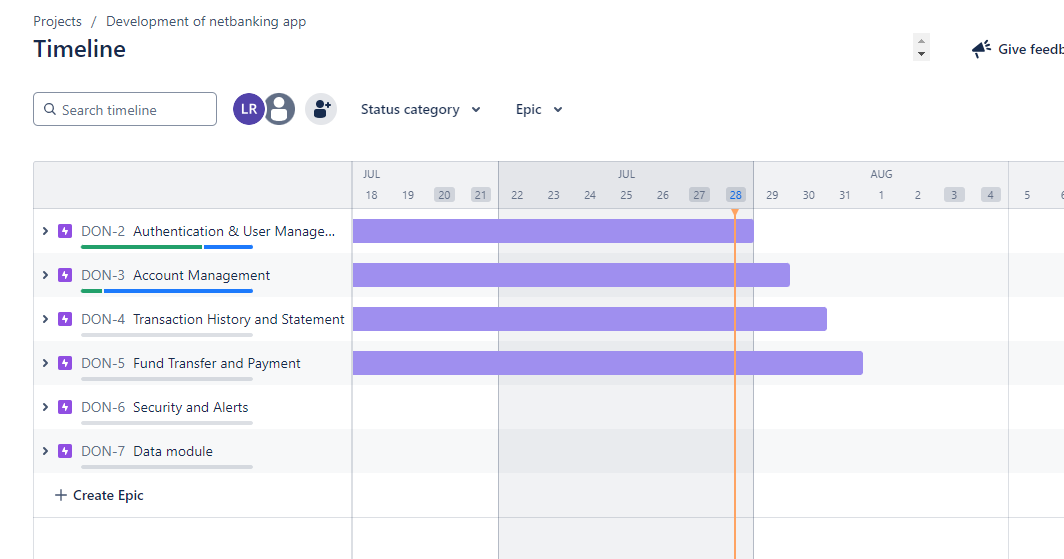 Projects / Development of netbanking app
Timeline
Give feedb
Search timeline
LR
Status category
Epic
JUL JUL AUG
18 19 20 21 22 23 24 25 26 27 28 29 30 31 1 2 3 4 5 6
DON-2 Authentication & User Manage...
DON-3 Account Management
DON-4 Transaction History and Statement
DON-5 Fund Transfer and Payment
DON-6 Security and Alerts
DON-7 Data module
+ Create Epic